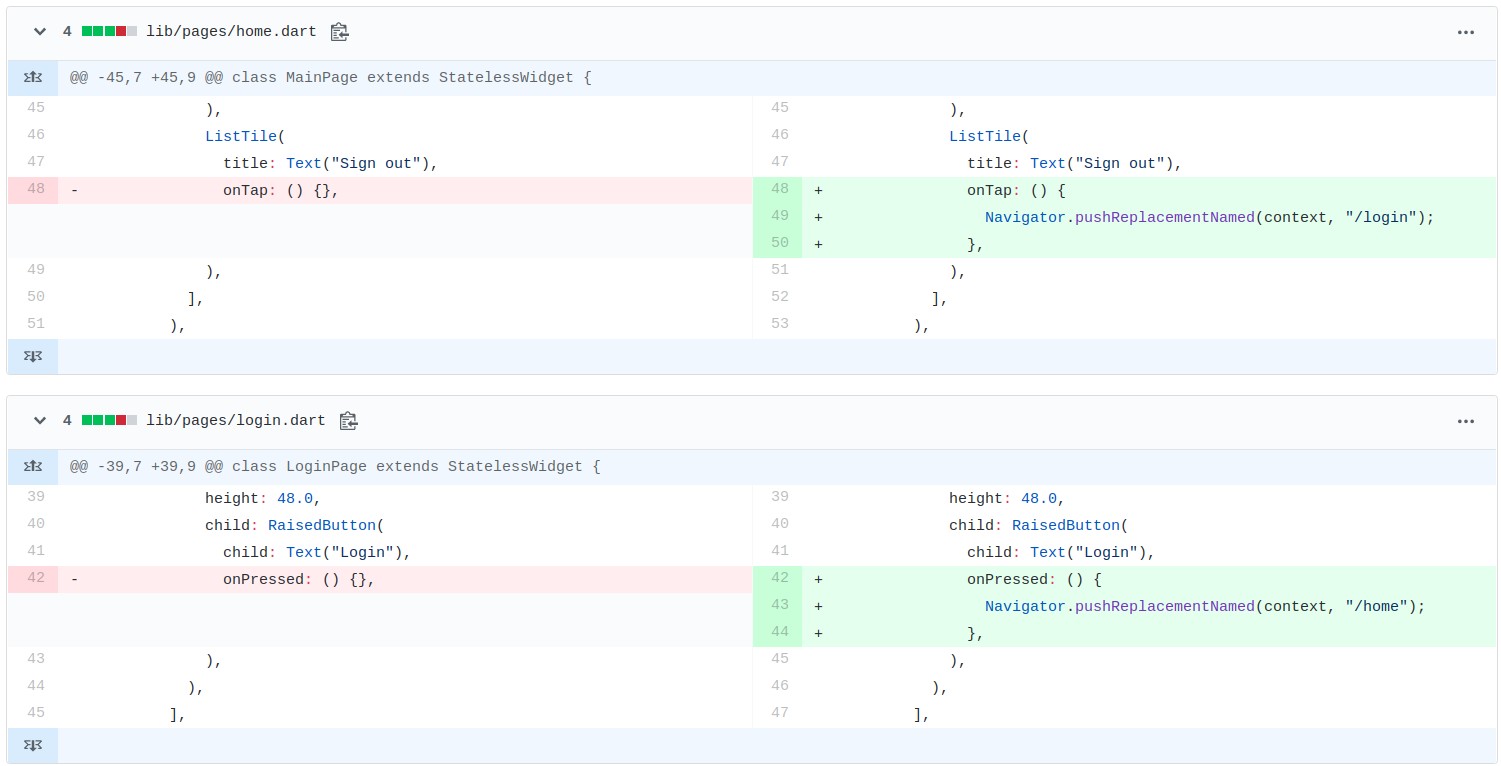 4 lib/pages/home.dart
@@ -45,7 +45,9 @@ class MainPage extends StatelessWidget {
45 ), 45 ),
46 ListTile( 46 ListTile(
47 title: Text("Sign out"), 47 title: Text("Sign out"),
48 - onTap: () {}, 48 + onTap: () {
49 + Navigator.pushReplacementNamed(context, "/login");
50 + },
49 ), 51 ),
50 ], 52 ],
51 ), 53 ),
4 lib/pages/login.dart
@@ -39,7 +39,9 @@ class LoginPage extends StatelessWidget {
39 height: 48.0, 39 height: 48.0,
40 child: RaisedButton( 40 child: RaisedButton(
41 child: Text("Login"), 41 child: Text("Login"),
42 - onPressed: () {}, 42 + onPressed: () {
43 + Navigator.pushReplacementNamed(context, "/home");
44 + },
43 ), 45 ),
44 ), 46 ),
45 ], 47 ],